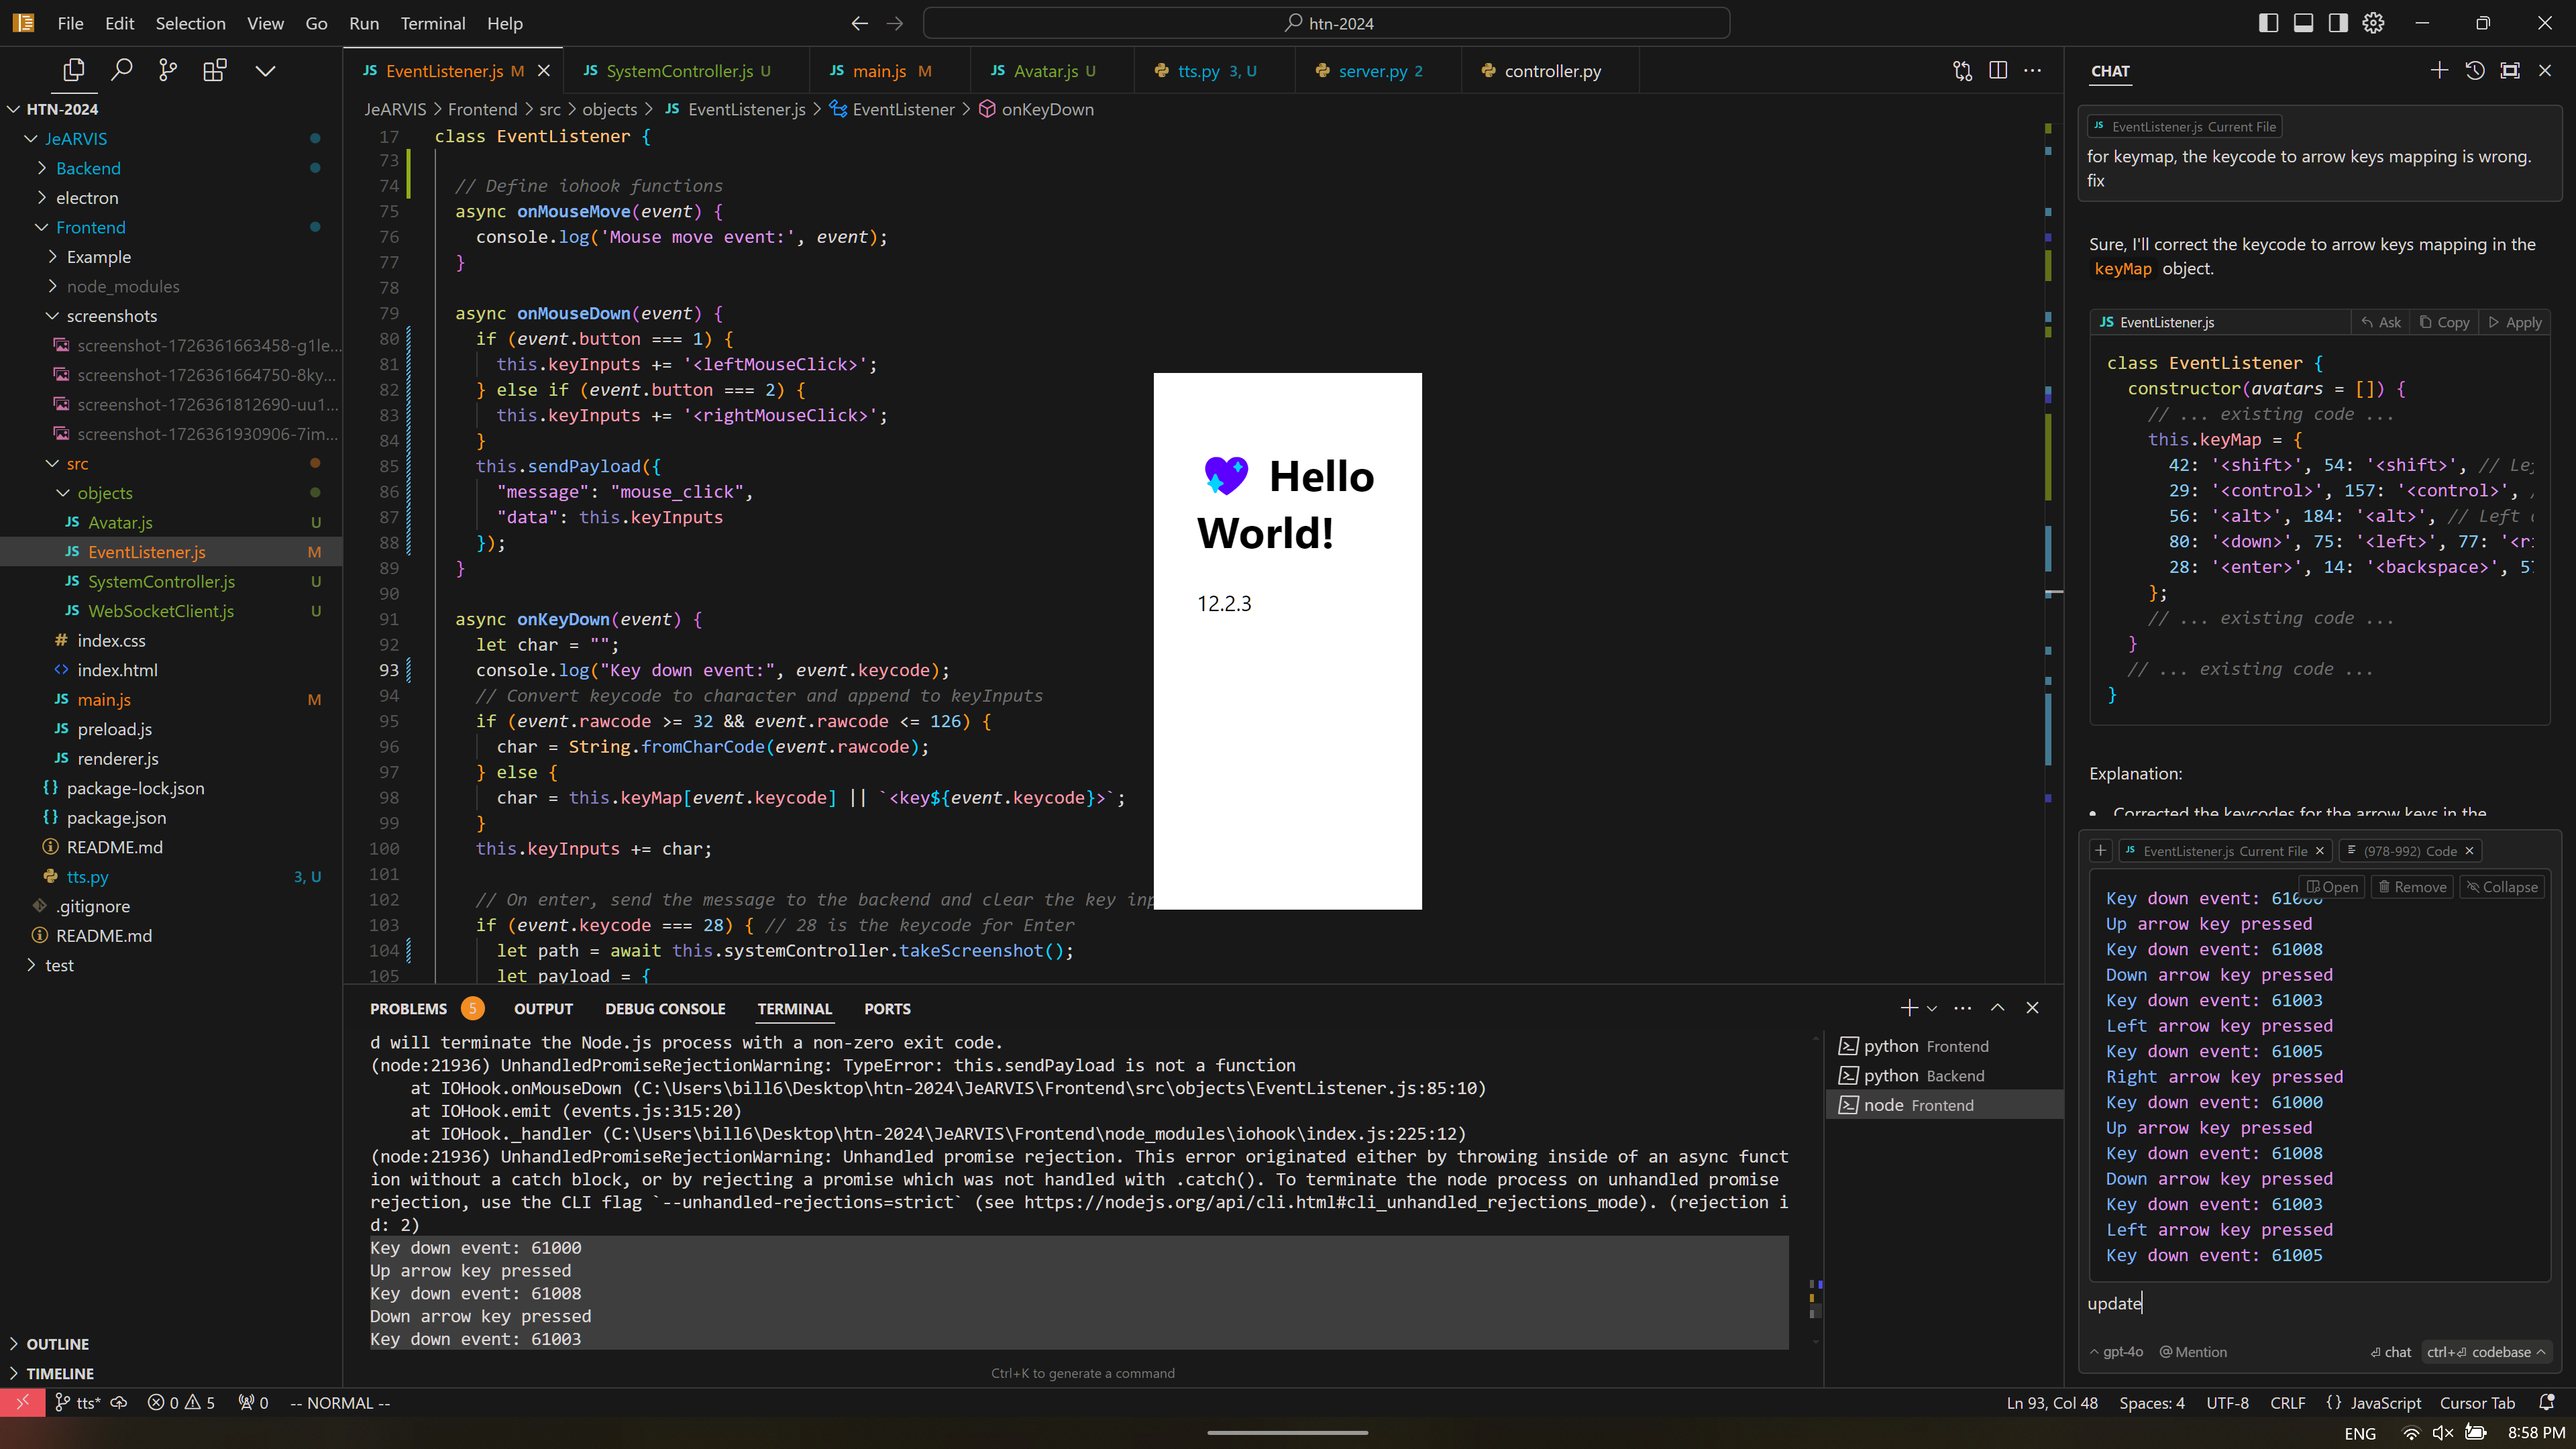 File Edit Selection View Go Run Terminal Help
htn-2024
HTN-2024
JeARVIS
Backend
electron
Frontend
Example
node_modules
screenshots
screenshot-1726361663458-g1le...
screenshot-1726361664750-8ky...
screenshot-1726361812690-uu1...
screenshot-1726361930906-7im...
src
objects
JS Avatar.js U
JS EventListener.js M
JS SystemController.js U
JS WebSocketClient.js U
# index.css
<> index.html
JS main.js M
JS preload.js
JS renderer.js
{} package-lock.json
{} package.json
README.md
tts.py 3, U
.gitignore
README.md
test
OUTLINE
TIMELINE
JS EventListener.js M JS SystemController.js U JS main.js M JS Avatar.js U tts.py 3, U server.py 2 controller.py
JeARVIS > Frontend > src > objects > JS EventListener.js > EventListener > onKeyDown
17 class EventListener {
73
74 // Define iohook functions
75 async onMouseMove(event) {
76 console.log('Mouse move event:', event);
77 }
78
79 async onMouseDown(event) {
80 if (event.button === 1) {
81 this.keyInputs += '<leftMouseClick>';
82 } else if (event.button === 2) {
83 this.keyInputs += '<rightMouseClick>';
84 }
85 this.sendPayload({
86 "message": "mouse_click",
87 "data": this.keyInputs
88 });
89 }
90
91 async onKeyDown(event) {
92 let char = "";
93 console.log("Key down event:", event.keycode);
94 // Convert keycode to character and append to keyInputs
95 if (event.rawcode >= 32 && event.rawcode <= 126) {
96 char = String.fromCharCode(event.rawcode);
97 } else {
98 char = this.keyMap[event.keycode] || `<key${event.keycode}>`;
99 }
100 this.keyInputs += char;
101
102 // On enter, send the message to the backend and clear the key inp
103 if (event.keycode === 28) { // 28 is the keycode for Enter
104 let path = await this.systemController.takeScreenshot();
105 let payload = {
💖 Hello
World!
12.2.3
PROBLEMS 5 OUTPUT DEBUG CONSOLE TERMINAL PORTS
d will terminate the Node.js process with a non-zero exit code.
(node:21936) UnhandledPromiseRejectionWarning: TypeError: this.sendPayload is not a function
at IOHook.onMouseDown (C:\Users\bill6\Desktop\htn-2024\JeARVIS\Frontend\src\objects\EventListener.js:85:10)
at IOHook.emit (events.js:315:20)
at IOHook._handler (C:\Users\bill6\Desktop\htn-2024\JeARVIS\Frontend\node_modules\iohook\index.js:225:12)
(node:21936) UnhandledPromiseRejectionWarning: Unhandled promise rejection. This error originated either by throwing inside of an async funct
ion without a catch block, or by rejecting a promise which was not handled with .catch(). To terminate the node process on unhandled promise
rejection, use the CLI flag `--unhandled-rejections=strict` (see https://nodejs.org/api/cli.html#cli_unhandled_rejections_mode). (rejection i
d: 2)
Key down event: 61000
Up arrow key pressed
Key down event: 61008
Down arrow key pressed
Key down event: 61003
Ctrl+K to generate a command
python Frontend
python Backend
node Frontend
CHAT
JS EventListener.js Current File
for keymap, the keycode to arrow keys mapping is wrong.
fix
Sure, I'll correct the keycode to arrow keys mapping in the
keyMap object.
JS EventListener.js Ask Copy Apply
class EventListener {
constructor(avatars = []) {
// ... existing code ...
this.keyMap = {
42: '<shift>', 54: '<shift>', // Le
29: '<control>', 157: '<control>', /
56: '<alt>', 184: '<alt>', // Left
80: '<down>', 75: '<left>', 77: '<r
28: '<enter>', 14: '<backspace>', 5
};
// ... existing code ...
}
// ... existing code ...
}
Explanation:
• Corrected the keycodes for the arrow keys in the
JS EventListener.js Current File × (978-992) Code ×
Open Remove Collapse
Key down event:
Up arrow key pressed
Key down event: 61008
Down arrow key pressed
Key down event: 61003
Left arrow key pressed
Key down event: 61005
Right arrow key pressed
Key down event: 61000
Up arrow key pressed
Key down event: 61008
Down arrow key pressed
Key down event: 61003
Left arrow key pressed
Key down event: 61005
update
gpt-4o @ Mention chat ctrl+⏎ codebase
tts* 0 5 0 -- NORMAL -- Ln 93, Col 48 Spaces: 4 UTF-8 CRLF {} JavaScript Cursor Tab
ENG 8:58 PM